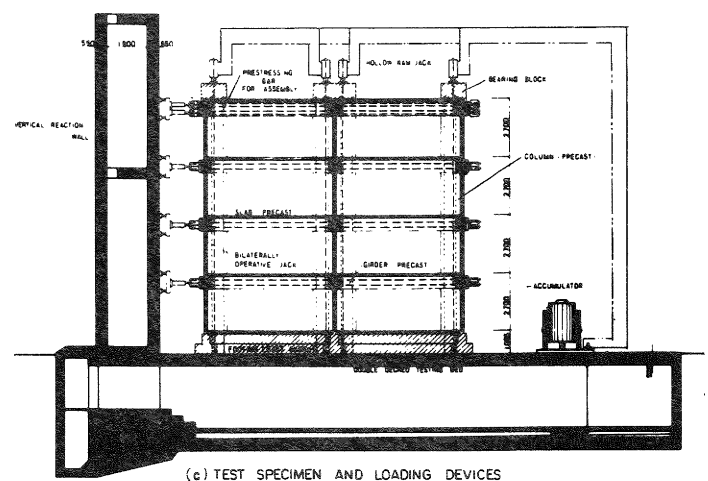 550 1800 550
HOLLOW RAM JACK
PRESTRESSING
BAR
FOR ASSEMBLY
BEARING BLOCK
VERTICAL REACTION
WALL
2,700
COLUMN PRECAST
2,700
SLAB PRECAST
2,700
BILATERALLY
OPERATIVE JACK
GIRDER PRECAST
ACCUMULATOR
2,700
DOUBLE DECKED TESTING BED
(c) TEST SPECIMEN AND LOADING DEVICES